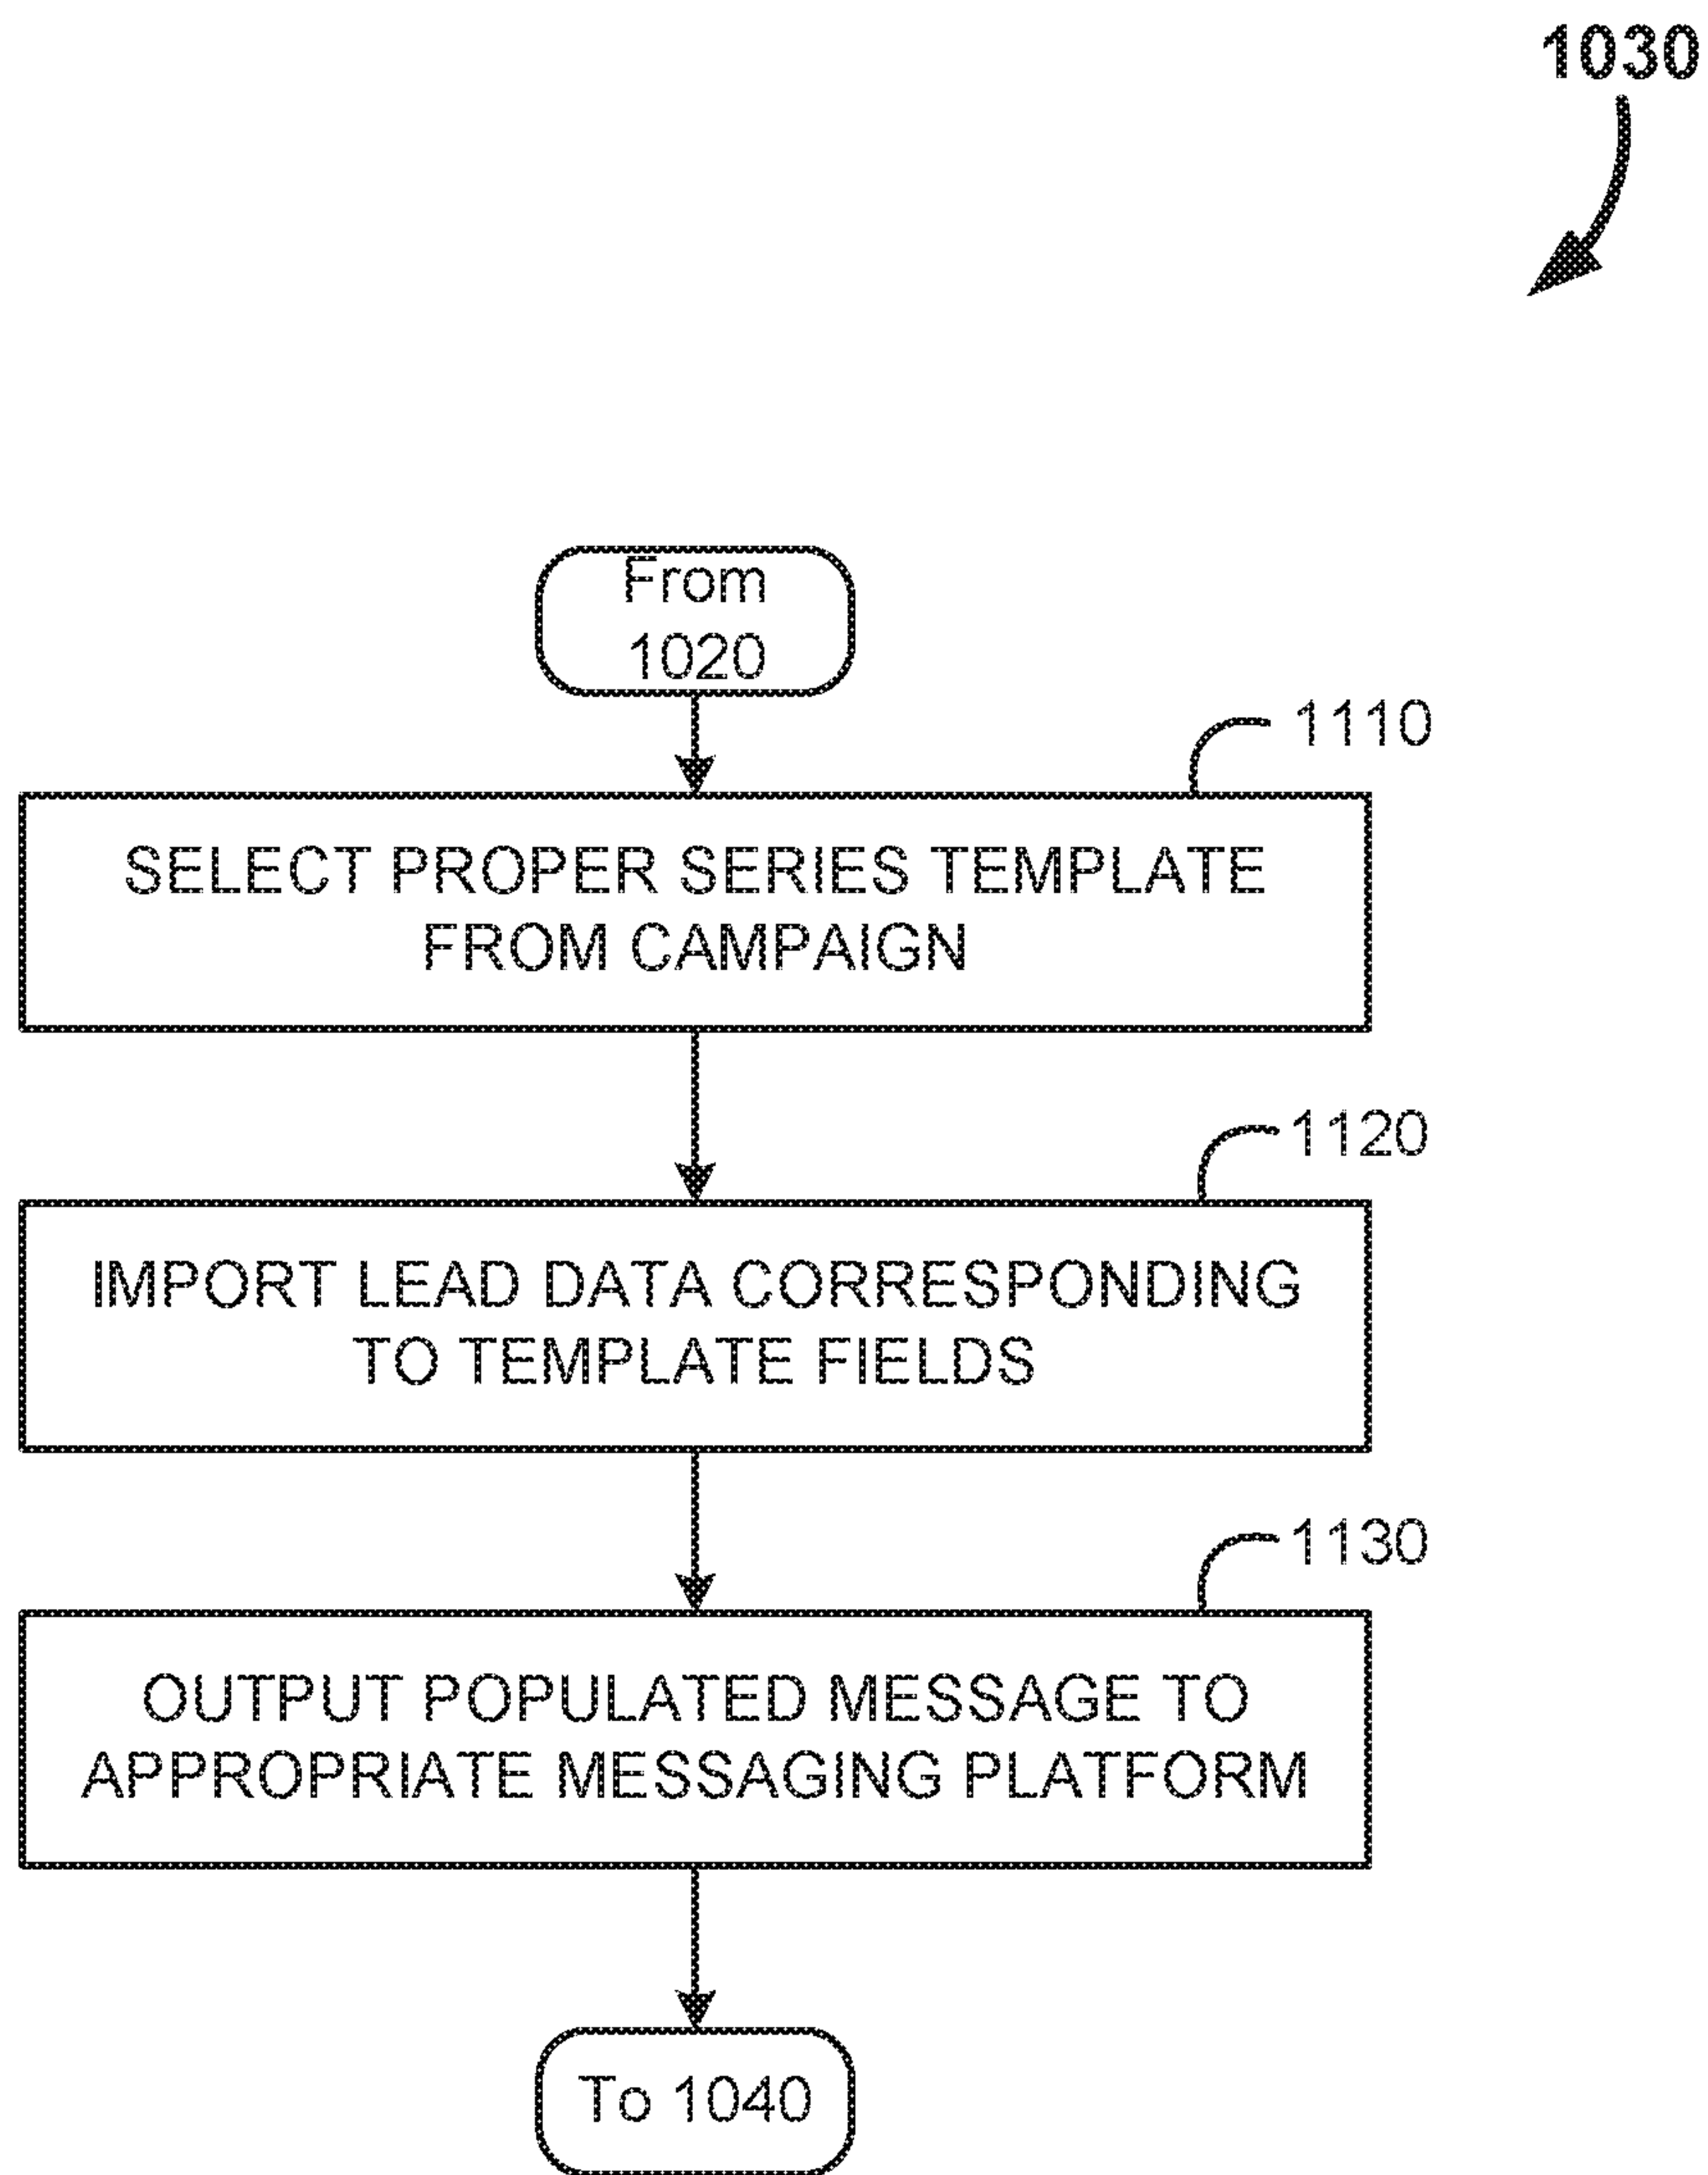 1030
From
1020
1110
SELECT PROPER SERIES TEMPLATE
FROM CAMPAIGN
1120
IMPORT LEAD DATA CORRESPONDING
TO TEMPLATE FIELDS
1130
OUTPUT POPULATED MESSAGE TO
APPROPRIATE MESSAGING PLATFORM
To 1040